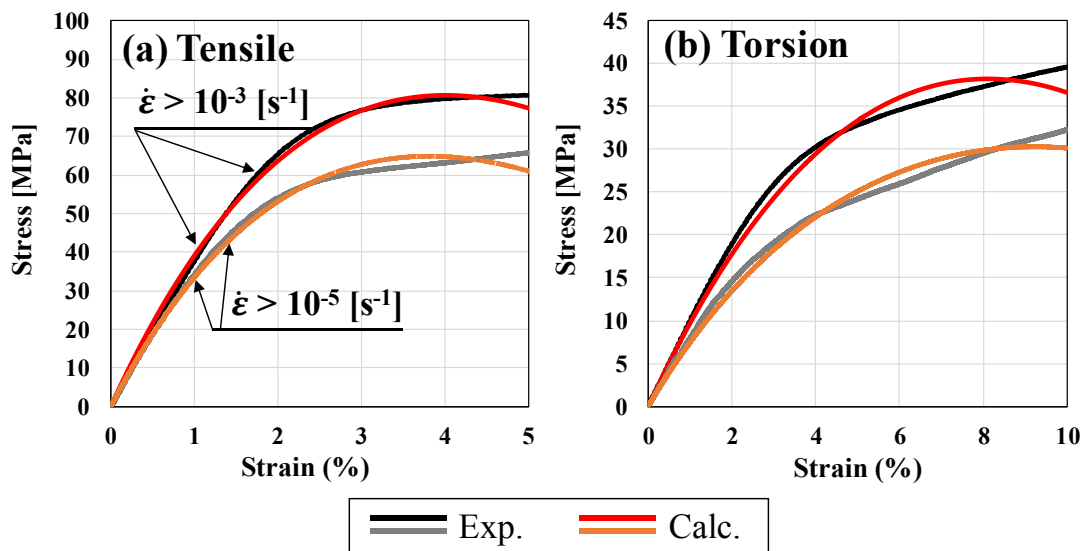 (a) Tensile
ε̇ > 10⁻³ [s⁻¹]
ε̇ > 10⁻⁵ [s⁻¹]
Stress [MPa]
100
90
80
70
60
50
40
30
20
10
0
0 1 2 3 4 5
Strain (%)
(b) Torsion
Stress [MPa]
45
40
35
30
25
20
15
10
5
0
0 2 4 6 8 10
Strain (%)
Exp. Calc.